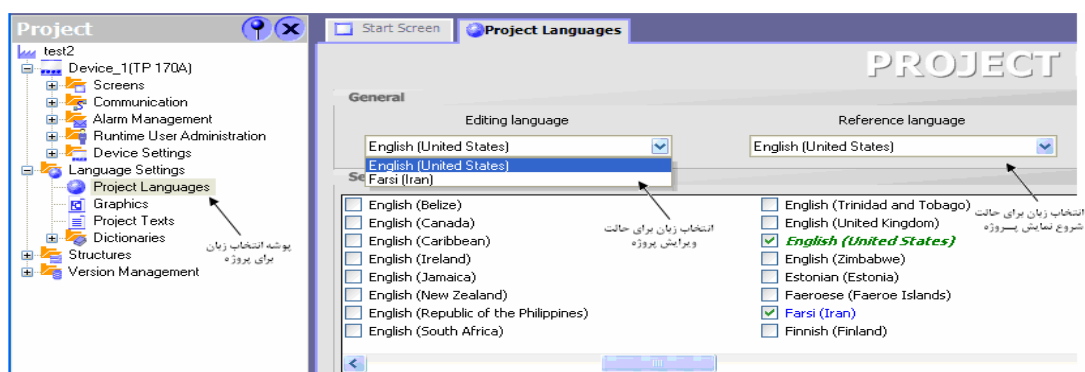 Project
test2
Device_1(TP 170A)
Screens
Communication
Alarm Management
Runtime User Administration
Device Settings
Language Settings
Project Languages
Graphics
Project Texts
Dictionaries
Structures
Version Management
پوشه انتخاب زبان
برای پروژه
Start Screen
Project Languages
PROJECT
General
Editing language
Reference language
English (United States)
English (United States)
English (United States)
Farsi (Iran)
Se
English (Belize)
English (Canada)
English (Caribbean)
English (Ireland)
English (Jamaica)
English (New Zealand)
English (Republic of the Philippines)
English (South Africa)
انتخاب زبان برای حالت
ویرایش پروژه
English (Trinidad and Tobago)
English (United Kingdom)
English (United States)
English (Zimbabwe)
Estonian (Estonia)
Faeroese (Faeroe Islands)
Farsi (Iran)
Finnish (Finland)
انتخاب زبان برای حالت
شروع نمایش پـــروژه